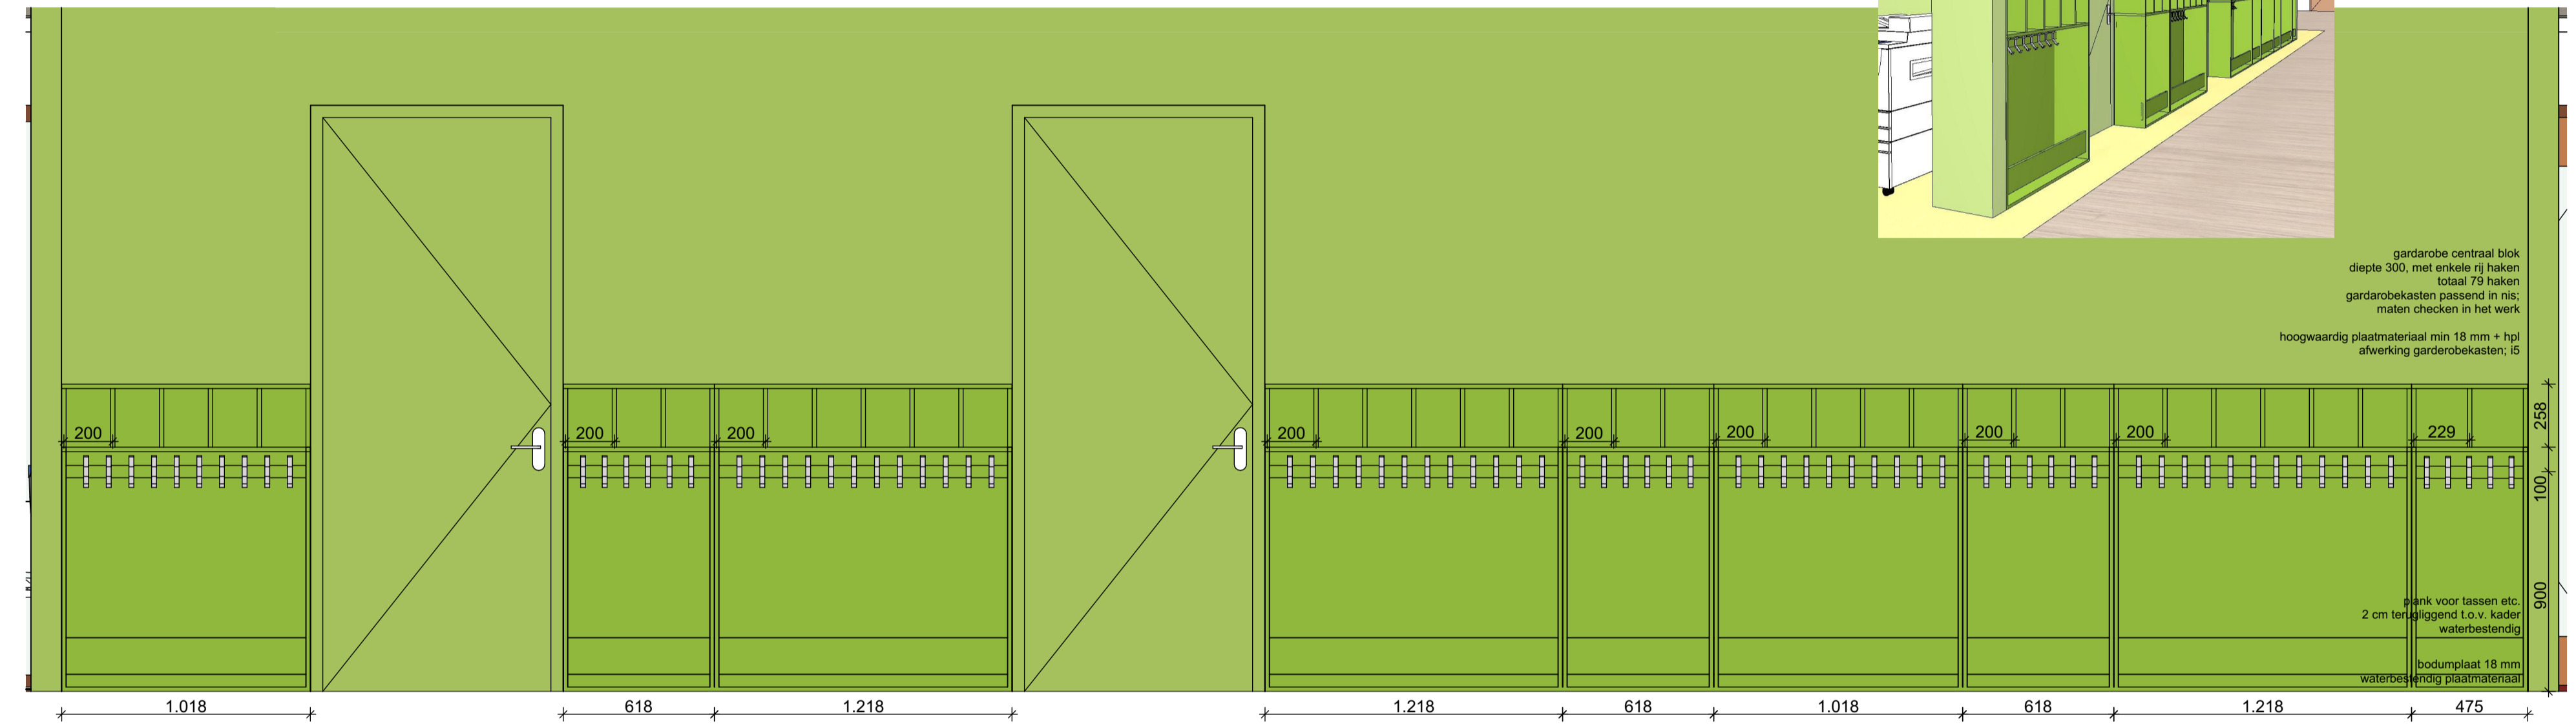 gardarobe centraal blok
diepte 300, met enkele rij haken
totaal 79 haken
gardarobekasten passend in nis;
maten checken in het werk
hoogwaardig plaatmateriaal min 18 mm + hpl
afwerking garderobekasten; i5
258
200
200
200
200
200
200
200
200
229
100
900
plank voor tassen etc.
2 cm terugliggend t.o.v. kader
waterbestendig
bodumplaat 18 mm
waterbestendig plaatmateriaal
1.018
618
1.218
1.218
618
1.018
618
1.218
475